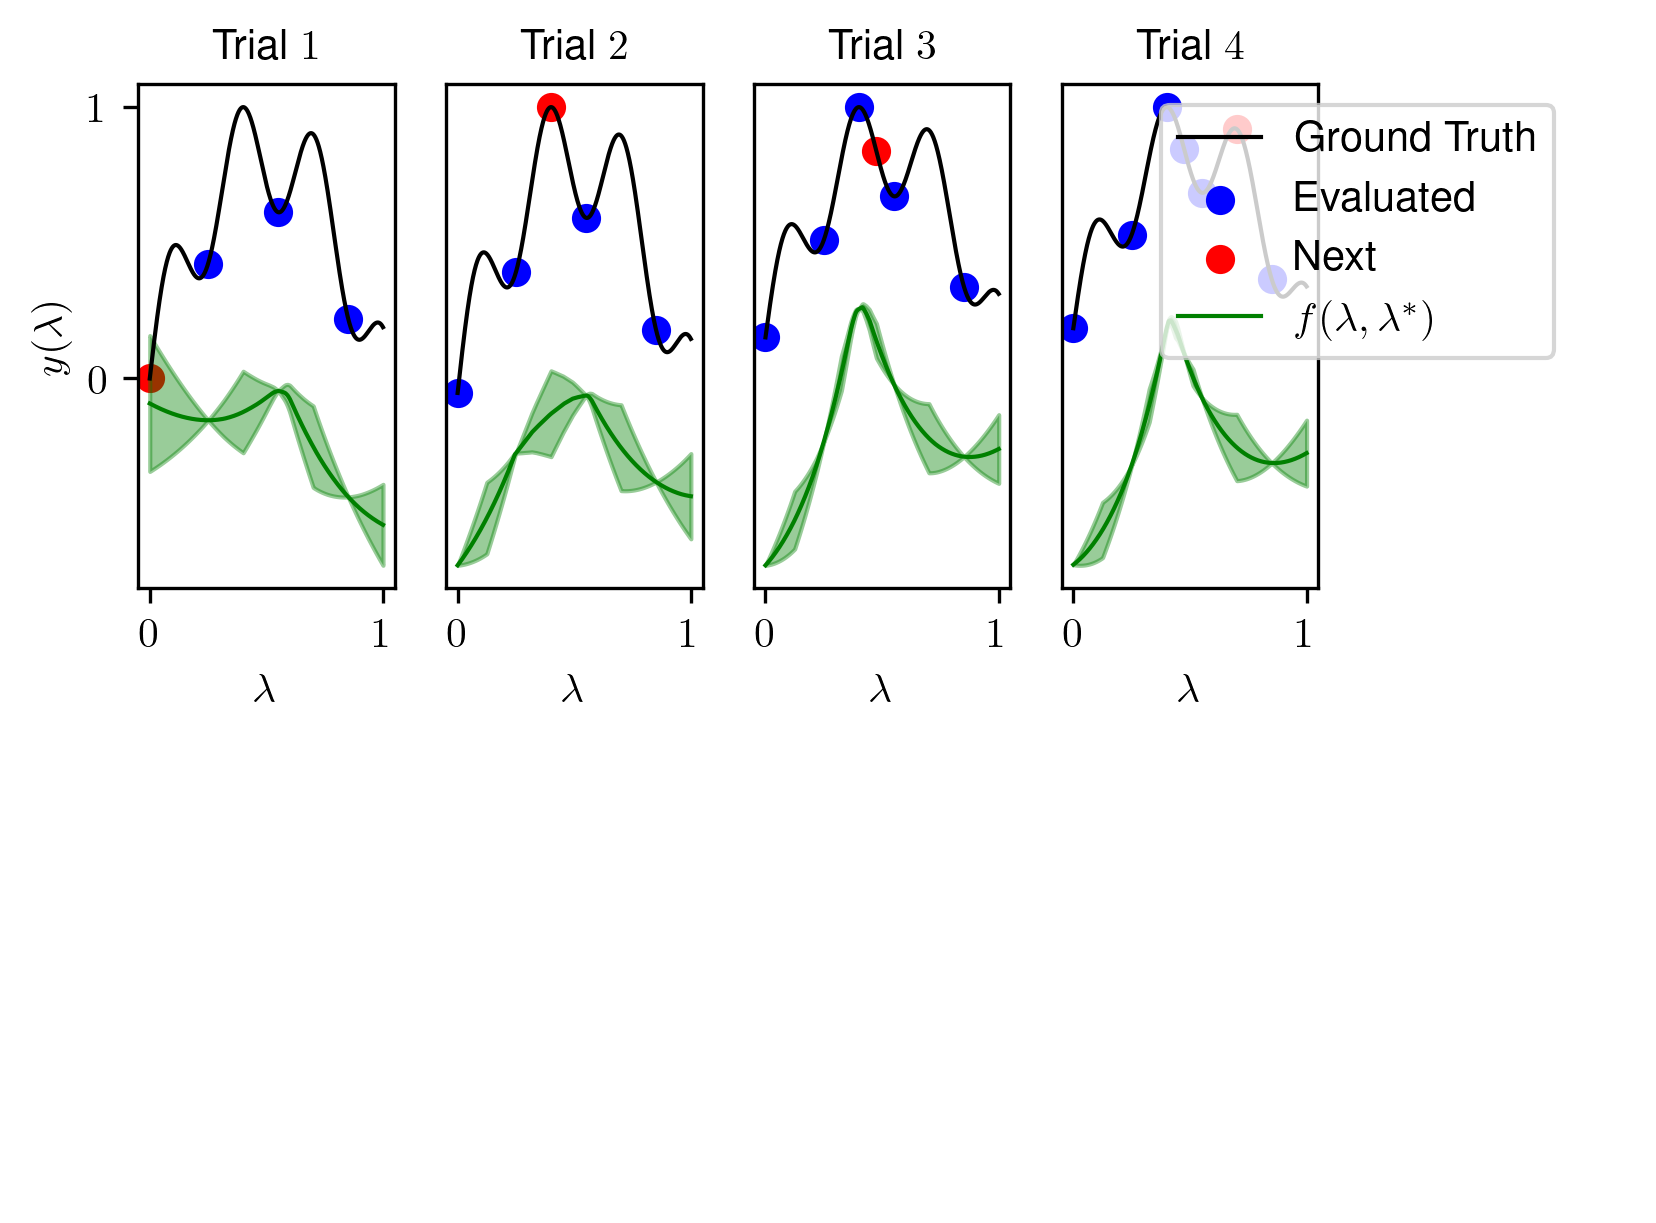 Trial 1
Trial 2
Trial 3
Trial 4
y(λ)
1
0
Ground Truth
Evaluated
Next
f(λ, λ*)
0 1
0 1
0 1
0 1
λ
λ
λ
λ